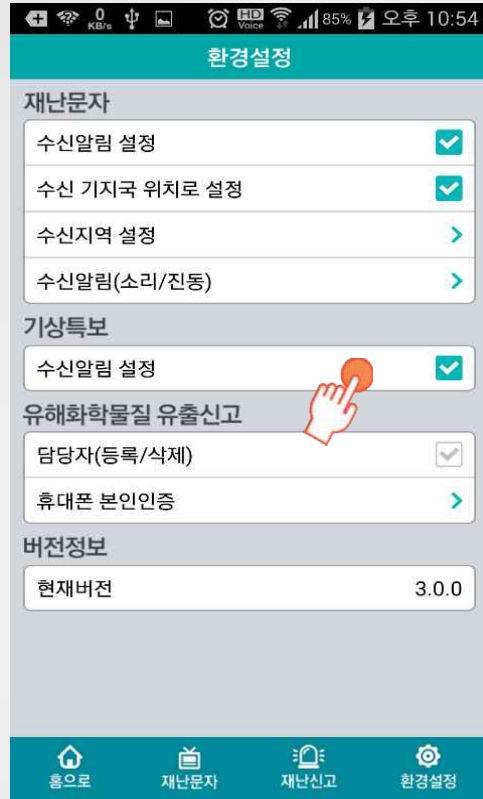 0 KB/s HD Voice 85% 오후 10:54
환경설정
재난문자
수신알림 설정
수신 기지국 위치로 설정
수신지역 설정
수신알림(소리/진동)
기상특보
수신알림 설정
유해화학물질 유출신고
담당자(등록/삭제)
휴대폰 본인인증
버전정보
현재버전 3.0.0
홈으로 재난문자 재난신고 환경설정